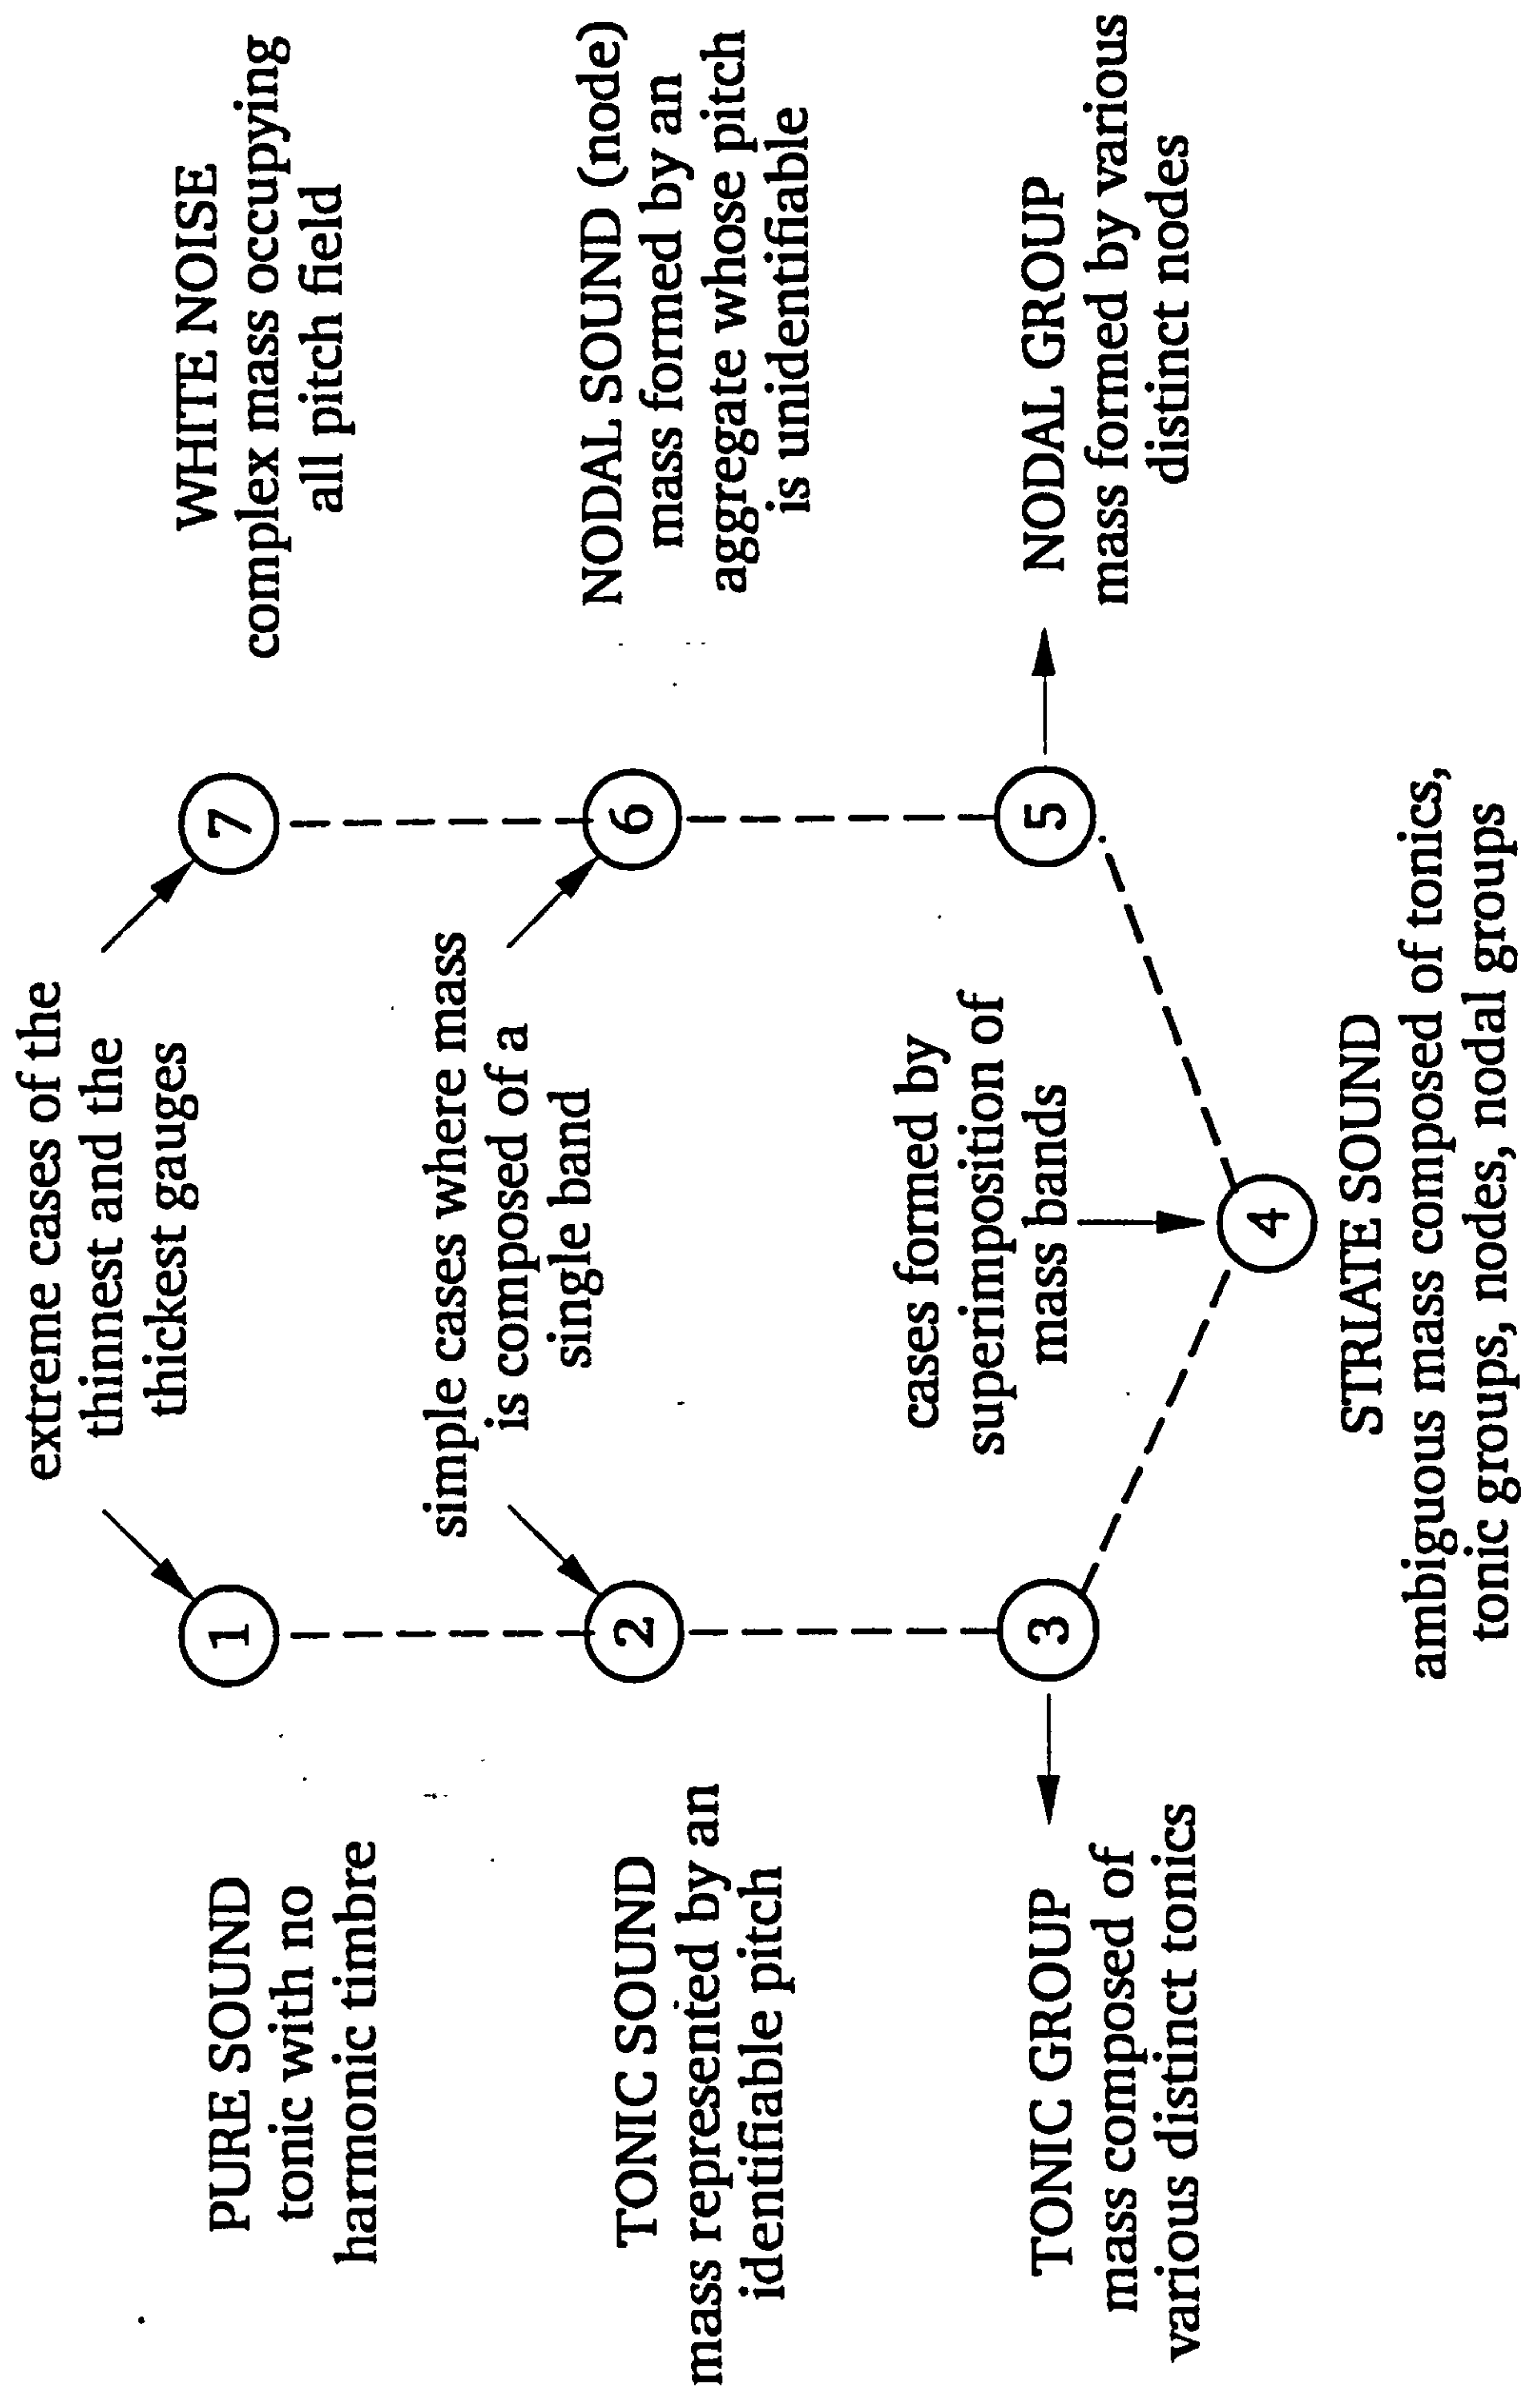 extreme cases of the
thinnest and the
thickest gauges
1
7
PURE SOUND
tonic with no
harmonic timbre
WHITE NOISE
complex mass occupying
all pitch field
simple cases where mass
is composed of a
single band
2
6
TONIC SOUND
mass represented by an
identifiable pitch
NODAL SOUND (node)
mass formed by an
aggregate whose pitch
is unidentifiable
cases formed by
superimposition of
mass bands
3
5
TONIC GROUP
mass composed of
various distinct tonics
NODAL GROUP
mass formed by various
distinct nodes
4
STRIATE SOUND
ambiguous mass composed of tonics,
tonic groups, nodes, nodal groups